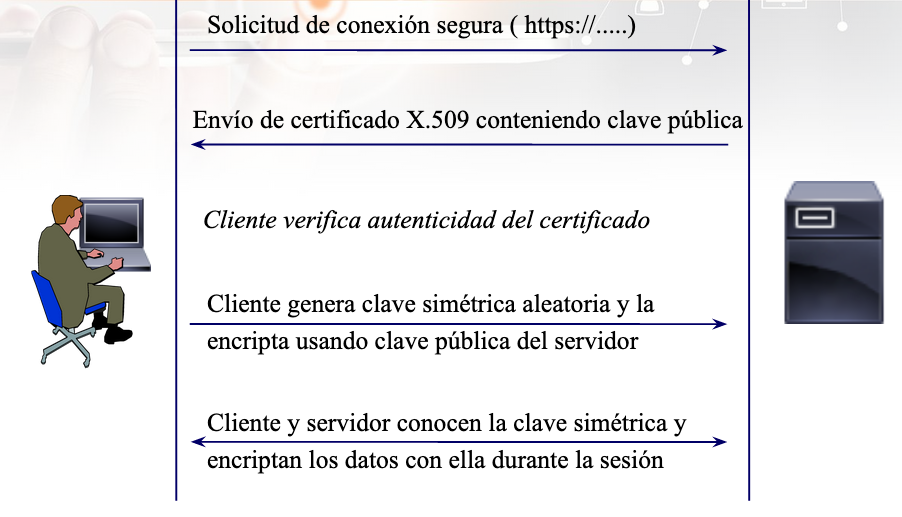 Solicitud de conexión segura ( https://.....)
Envío de certificado X.509 conteniendo clave pública
Cliente verifica autenticidad del certificado
Cliente genera clave simétrica aleatoria y la
encripta usando clave pública del servidor
Cliente y servidor conocen la clave simétrica y
encriptan los datos con ella durante la sesión